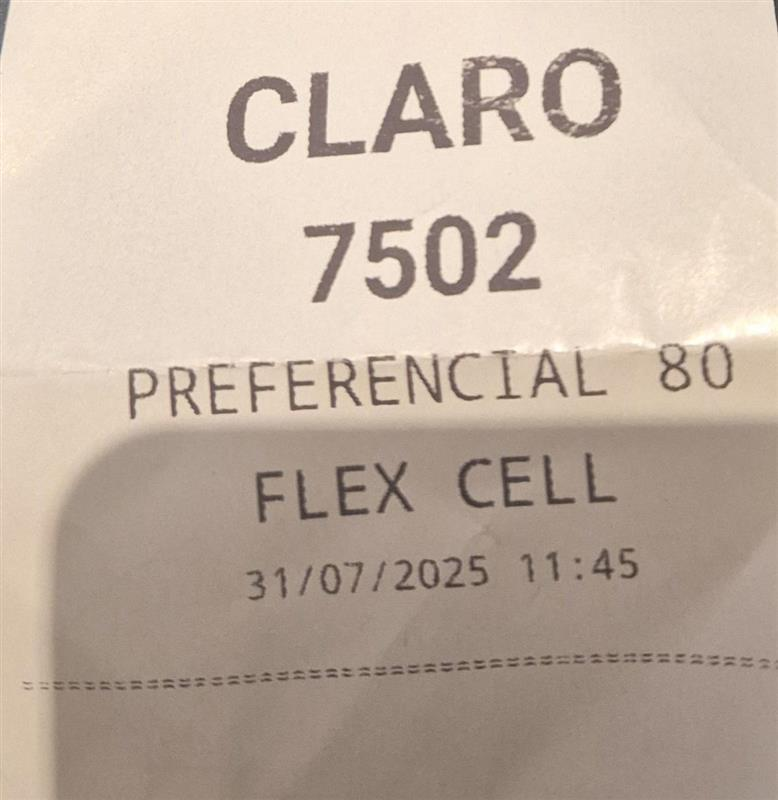 CLARO
7502
PREFERENCIAL 80
FLEX CELL
31/07/2025 11:45